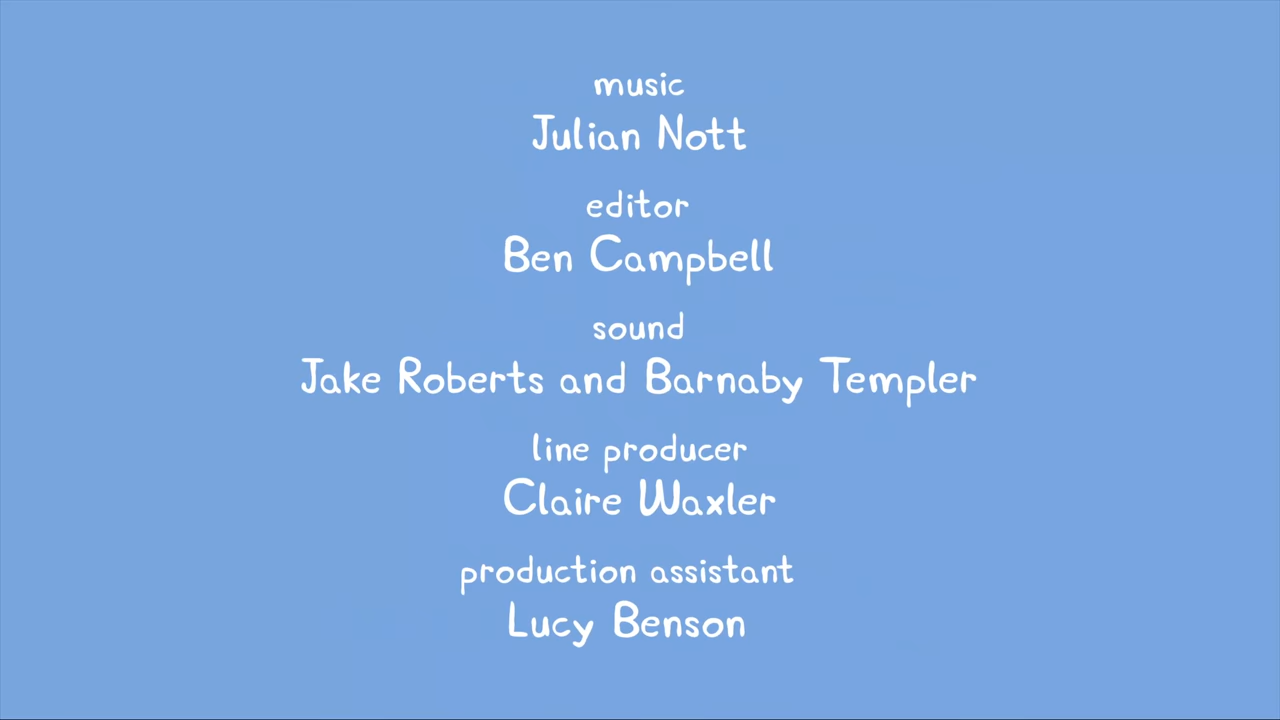 music
Julian Nott
editor
Ben Campbell
sound
Jake Roberts and Barnaby Templer
line producer
Claire Waxler
production assistant
Lucy Benson